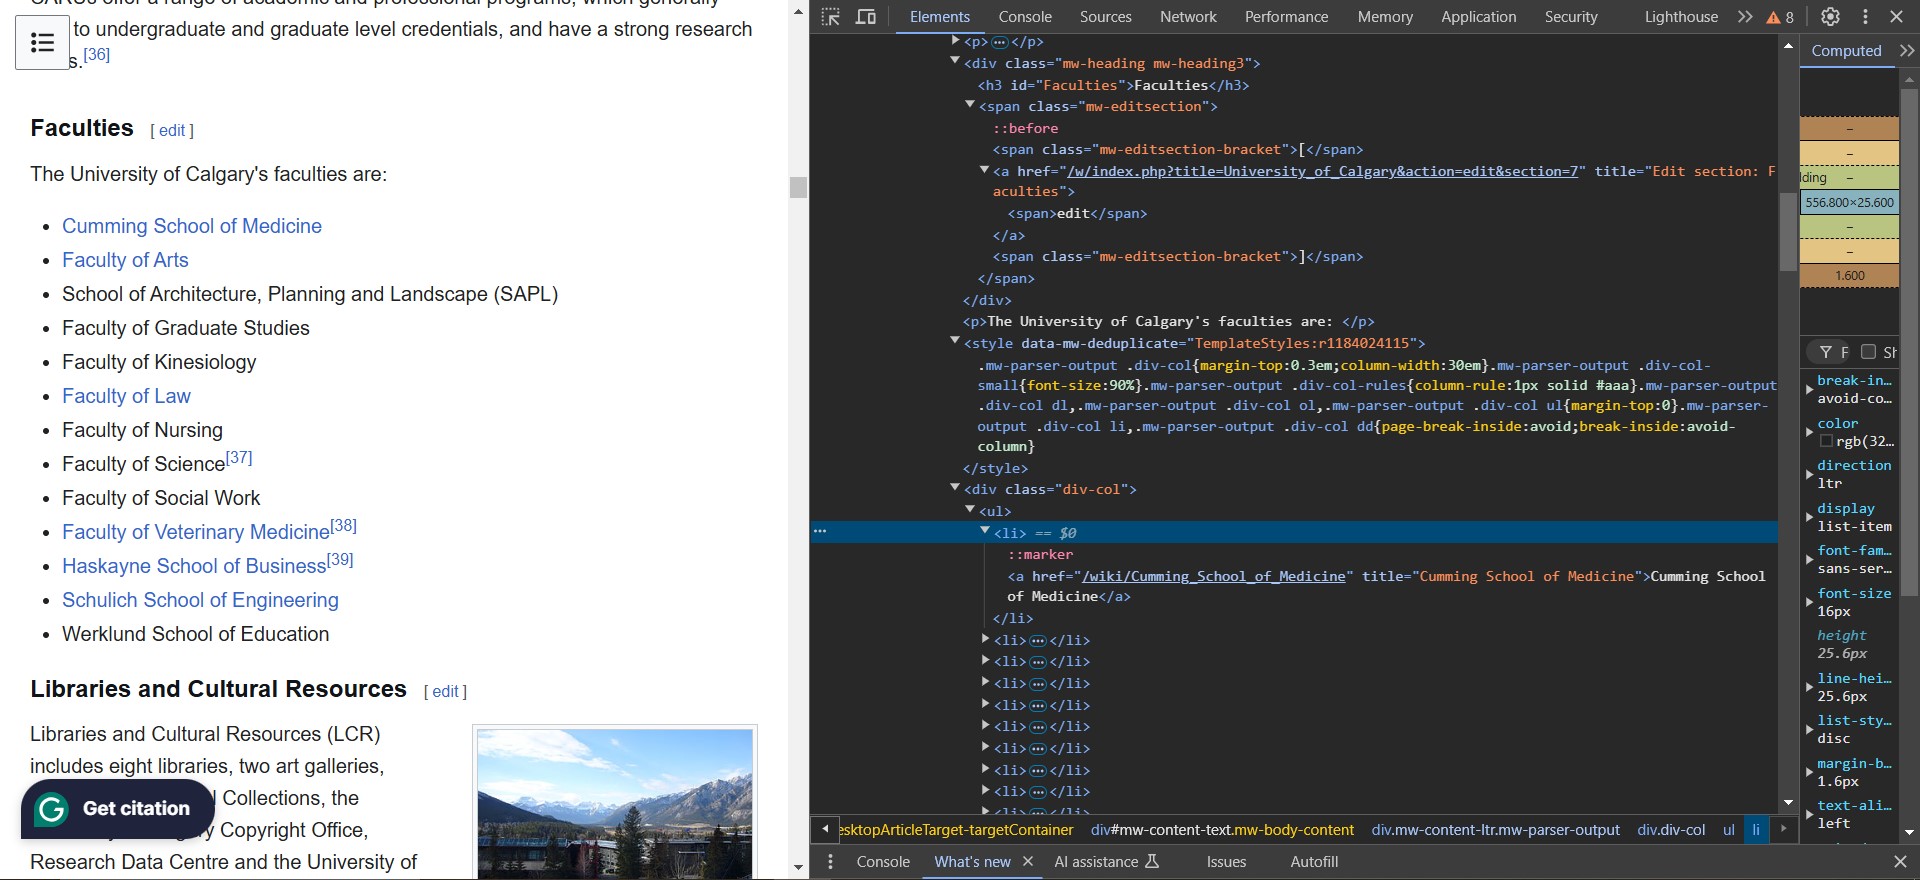 to undergraduate and graduate level credentials, and have a strong research
s.[36]
Faculties [ edit ]
The University of Calgary's faculties are:
• Cumming School of Medicine
• Faculty of Arts
• School of Architecture, Planning and Landscape (SAPL)
• Faculty of Graduate Studies
• Faculty of Kinesiology
• Faculty of Law
• Faculty of Nursing
• Faculty of Science[37]
• Faculty of Social Work
• Faculty of Veterinary Medicine[38]
• Haskayne School of Business[39]
• Schulich School of Engineering
• Werklund School of Education
Libraries and Cultural Resources [ edit ]
Libraries and Cultural Resources (LCR)
includes eight libraries, two art galleries,
Collections, the
Get citation
y Copyright Office,
Research Data Centre and the University of
Elements Console Sources Network Performance Memory Application Security Lighthouse 8
<p>…</p>
<div class="mw-heading mw-heading3">
<h3 id="Faculties">Faculties</h3>
<span class="mw-editsection">
::before
<span class="mw-editsection-bracket">[</span>
<a href="/w/index.php?title=University_of_Calgary&action=edit&section=7" title="Edit section: F
aculties">
<span>edit</span>
</a>
<span class="mw-editsection-bracket">]</span>
</span>
</div>
<p>The University of Calgary's faculties are: </p>
<style data-mw-deduplicate="TemplateStyles:r1184024115">
.mw-parser-output .div-col{margin-top:0.3em;column-width:30em}.mw-parser-output .div-col-
small{font-size:90%}.mw-parser-output .div-col-rules{column-rule:1px solid #aaa}.mw-parser-output
.div-col dl,.mw-parser-output .div-col ol,.mw-parser-output .div-col ul{margin-top:0}.mw-parser-
output .div-col li,.mw-parser-output .div-col dd{page-break-inside:avoid;break-inside:avoid-
column}
</style>
<div class="div-col">
<ul>
… <li> == $0
::marker
<a href="/wiki/Cumming_School_of_Medicine" title="Cumming School of Medicine">Cumming School
of Medicine</a>
</li>
<li>…</li>
<li>…</li>
<li>…</li>
<li>…</li>
<li>…</li>
<li>…</li>
<li>…</li>
<li>…</li>
esktopArticleTarget-targetContainer div#mw-content-text.mw-body-content div.mw-content-ltr.mw-parser-output div.div-col ul li
Console What's new AI assistance Issues Autofill
Computed
–
–
dding –
556.800×25.600
–
–
1.600
F Sh
break-in…
avoid-co…
color
rgb(32…
direction
ltr
display
list-item
font-fam…
sans-ser…
font-size
16px
height
25.6px
line-hei…
25.6px
list-sty…
disc
margin-b…
1.6px
text-ali…
left